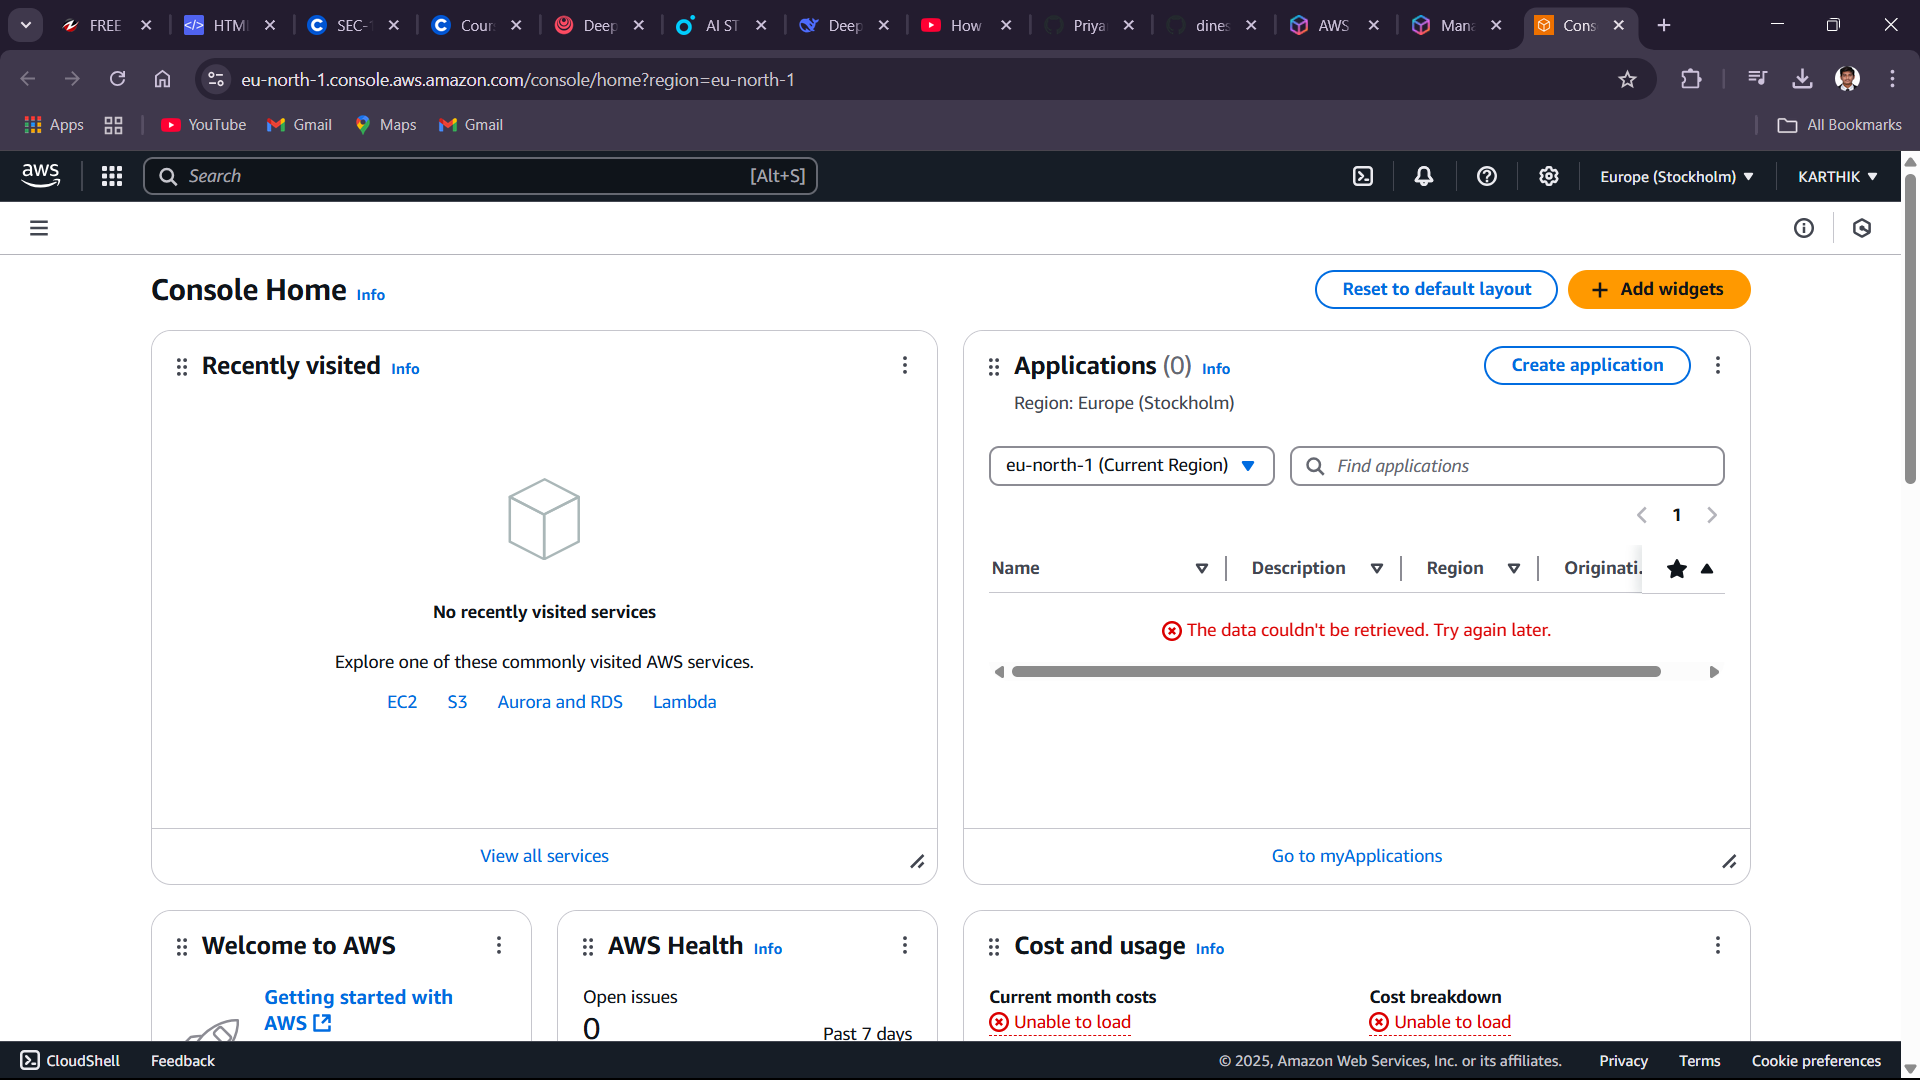 FREE
HTM
SEC-
Cour
Deep
AI ST
Deep
How
Priya
dines
AWS
Mana
Cons
eu-north-1.console.aws.amazon.com/console/home?region=eu-north-1
Apps
YouTube
Gmail
Maps
Gmail
All Bookmarks
aws
Search
[Alt+S]
Europe (Stockholm)
KARTHIK
Console Home Info
Reset to default layout
Add widgets
Recently visited Info
No recently visited services
Explore one of these commonly visited AWS services.
EC2 S3 Aurora and RDS Lambda
View all services
Applications (0) Info
Create application
Region: Europe (Stockholm)
eu-north-1 (Current Region)
Find applications
1
Name Description Region Originati.
The data couldn't be retrieved. Try again later.
Go to myApplications
Welcome to AWS
Getting started with
AWS
AWS Health Info
Open issues
0
Past 7 days
Cost and usage Info
Current month costs
Unable to load
Cost breakdown
Unable to load
CloudShell
Feedback
© 2025, Amazon Web Services, Inc. or its affiliates.
Privacy
Terms
Cookie preferences